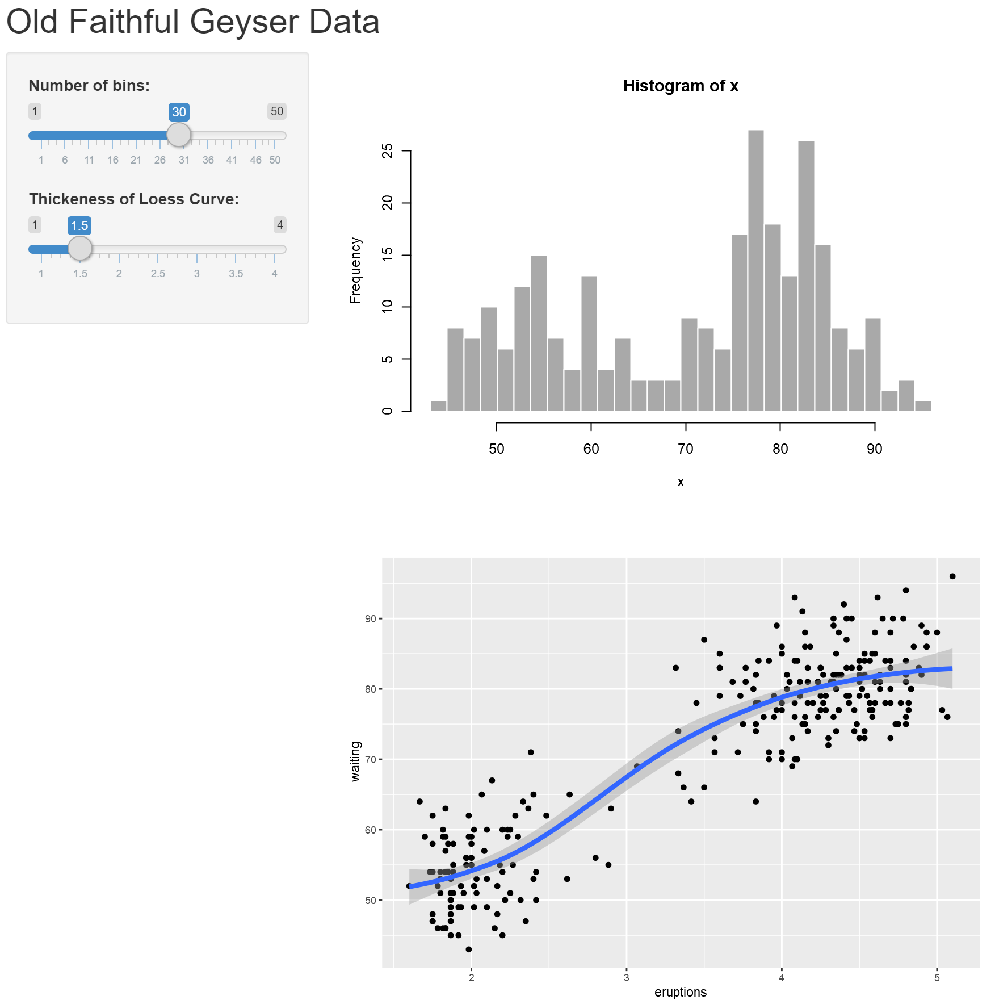 Old Faithful Geyser Data
Number of bins:
1 30 50
1 6 11 16 21 26 31 36 41 46 50
Thickeness of Loess Curve:
1 1.5 4
1 1.5 2 2.5 3 3.5 4
Histogram of x
Frequency
25
20
15
10
5
0
50 60 70 80 90
x
waiting
90
80
70
60
50
2 3 4 5
eruptions